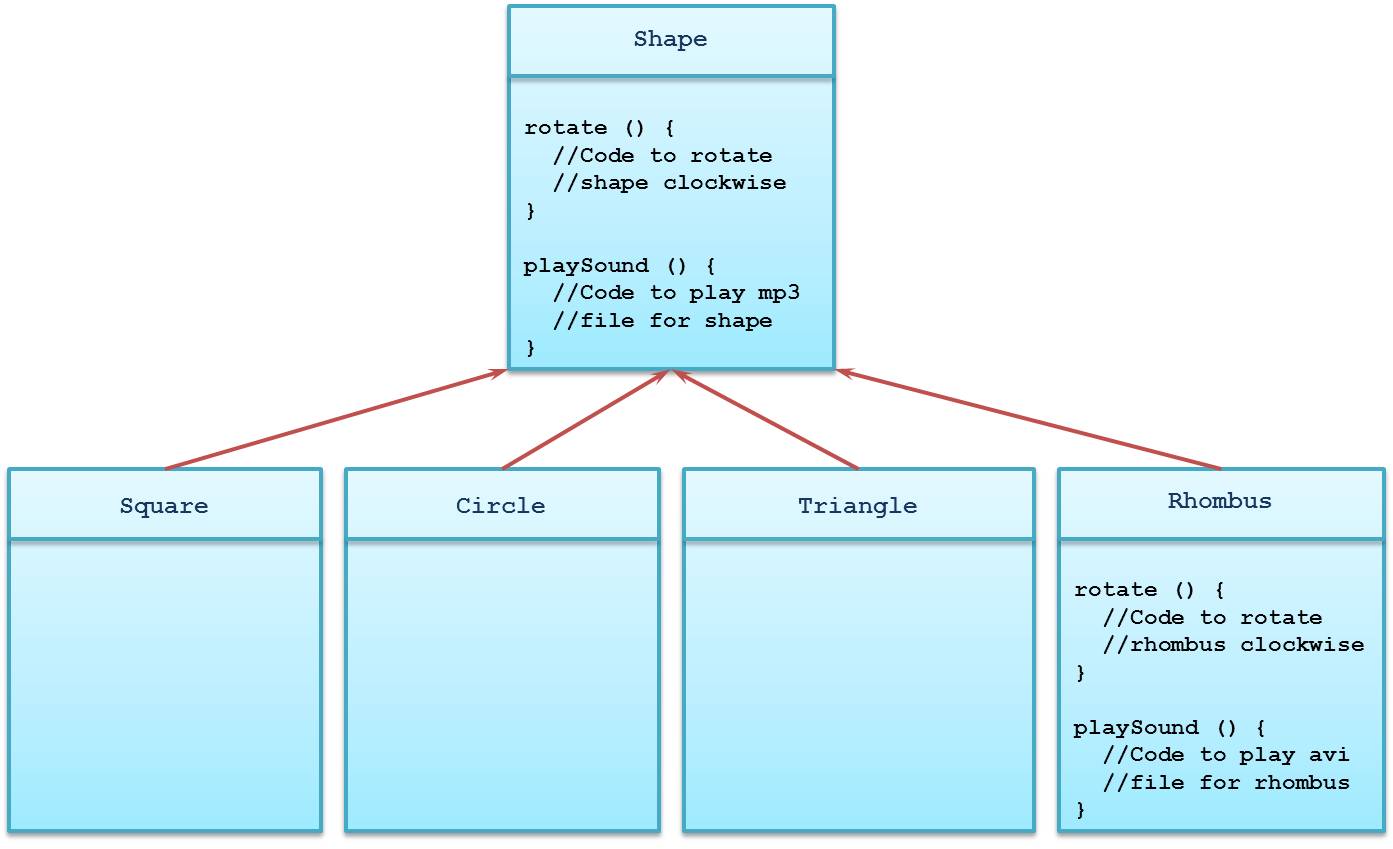 Shape
rotate () {
//Code to rotate
//shape clockwise
}
playSound () {
//Code to play mp3
//file for shape
}
Square
Circle
Triangle
Rhombus
rotate () {
//Code to rotate
//rhombus clockwise
}
playSound () {
//Code to play avi
//file for rhombus
}